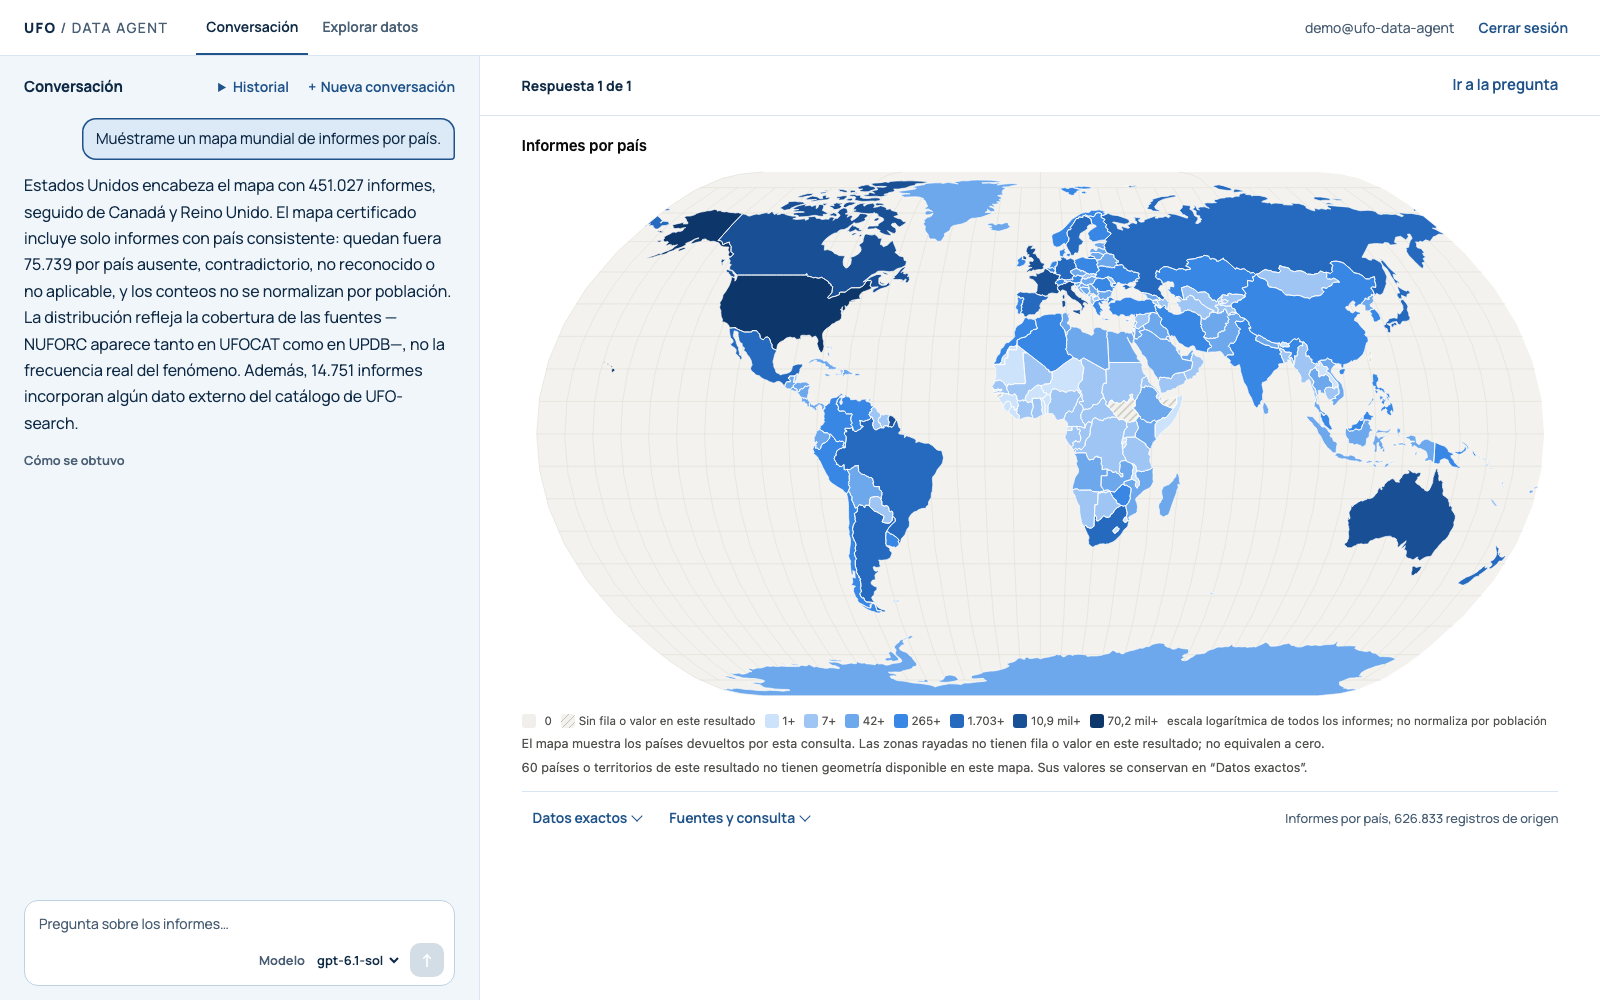 UFO / DATA AGENT
Conversación
Explorar datos
demo@ufo-data-agent
Cerrar sesión
Conversación
Historial
+ Nueva conversación
Muéstrame un mapa mundial de informes por país.
Estados Unidos encabeza el mapa con 451.027 informes,
seguido de Canadá y Reino Unido. El mapa certificado
incluye solo informes con país consistente: quedan fuera
75.739 por país ausente, contradictorio, no reconocido o
no aplicable, y los conteos no se normalizan por población.
La distribución refleja la cobertura de las fuentes —
NUFORC aparece tanto en UFOCAT como en UPDB—, no la
frecuencia real del fenómeno. Además, 14.751 informes
incorporan algún dato externo del catálogo de UFO-
search.
Cómo se obtuvo
Pregunta sobre los informes…
Modelo gpt-6.1-sol
Respuesta 1 de 1
Ir a la pregunta
Informes por país
0 Sin fila o valor en este resultado 1+ 7+ 42+ 265+ 1.703+ 10,9 mil+ 70,2 mil+ escala logarítmica de todos los informes; no normaliza por población
El mapa muestra los países devueltos por esta consulta. Las zonas rayadas no tienen fila o valor en este resultado; no equivalen a cero.
60 países o territorios de este resultado no tienen geometría disponible en este mapa. Sus valores se conservan en “Datos exactos”.
Datos exactos
Fuentes y consulta
Informes por país, 626.833 registros de origen